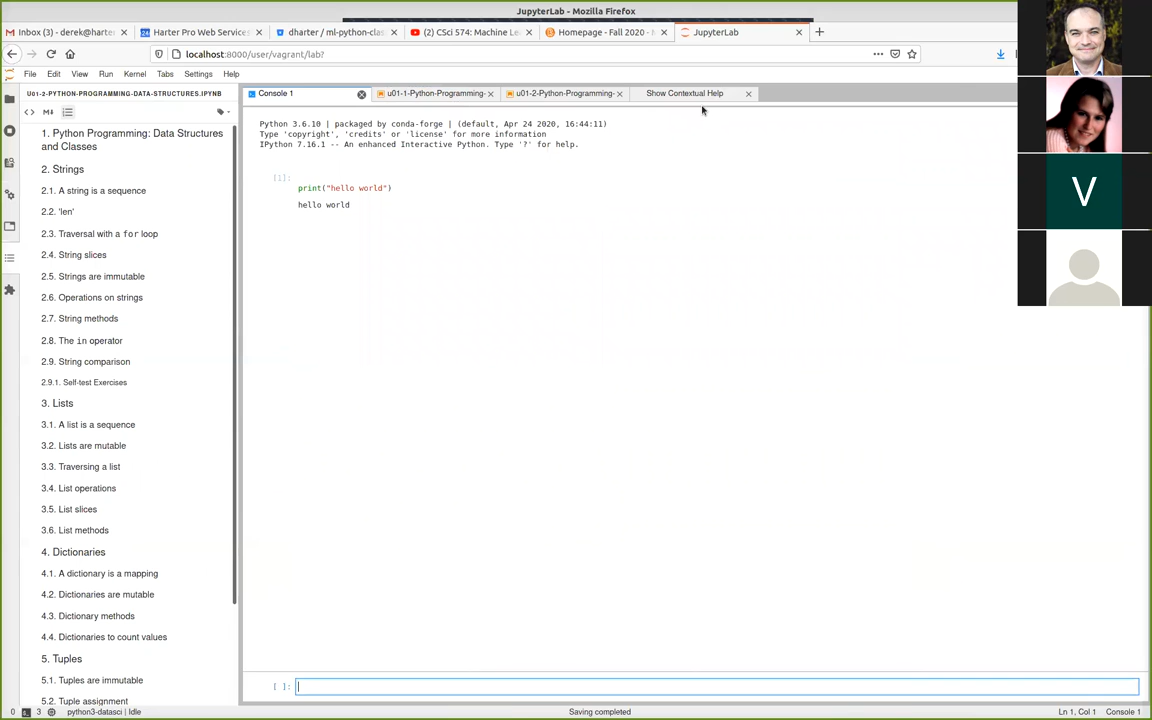 JupyterLab - Mozilla Firefox
Inbox (3) - derek@harter
Harter Pro Web Services
dharter / ml-python-clas
(2) CSci 574: Machine Le
Homepage - Fall 2020 - M
JupyterLab
localhost:8000/user/vagrant/lab?
File Edit View Run Kernel Tabs Settings Help
U01-2-PYTHON-PROGRAMMING-DATA-STRUCTURES.IPYNB
Console 1
u01-1-Python-Programming-
u01-2-Python-Programming-
Show Contextual Help
M↓
1. Python Programming: Data Structures
and Classes
2. Strings
2.1. A string is a sequence
2.2. 'len'
2.3. Traversal with a for loop
2.4. String slices
2.5. Strings are immutable
2.6. Operations on strings
2.7. String methods
2.8. The in operator
2.9. String comparison
2.9.1. Self-test Exercises
3. Lists
3.1. A list is a sequence
3.2. Lists are mutable
3.3. Traversing a list
3.4. List operations
3.5. List slices
3.6. List methods
4. Dictionaries
4.1. A dictionary is a mapping
4.2. Dictionaries are mutable
4.3. Dictionary methods
4.4. Dictionaries to count values
5. Tuples
5.1. Tuples are immutable
5.2. Tuple assignment
Python 3.6.10 | packaged by conda-forge | (default, Apr 24 2020, 16:44:11)
Type 'copyright', 'credits' or 'license' for more information
IPython 7.16.1 -- An enhanced Interactive Python. Type '?' for help.
[1]:
print("hello world")
hello world
[ ]:
V
0 3 python3-datasci | Idle
Saving completed
Ln 1, Col 1 Console 1